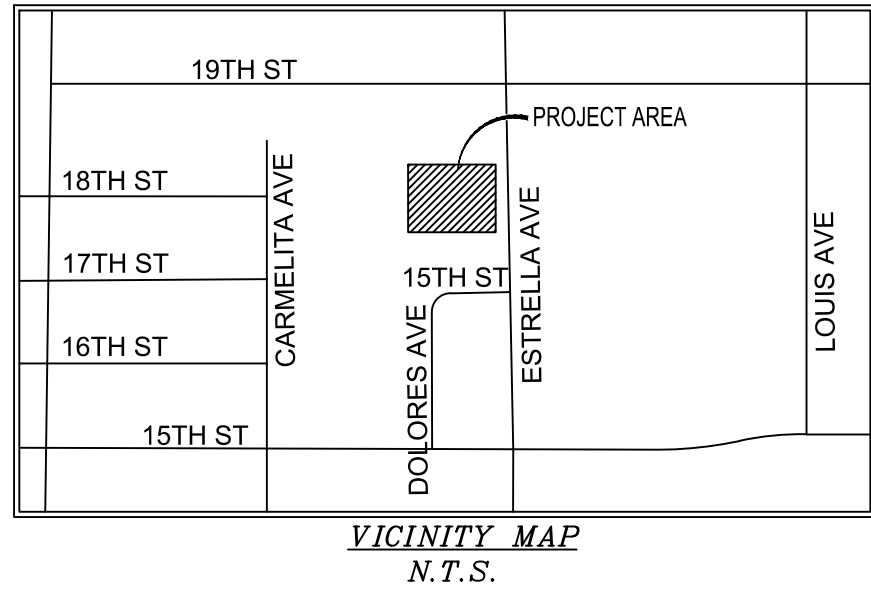 19TH ST
PROJECT AREA
18TH ST
CARMELITA AVE
17TH ST
15TH ST
ESTRELLA AVE
LOUIS AVE
16TH ST
DOLORES AVE
15TH ST
VICINITY MAP
N.T.S.